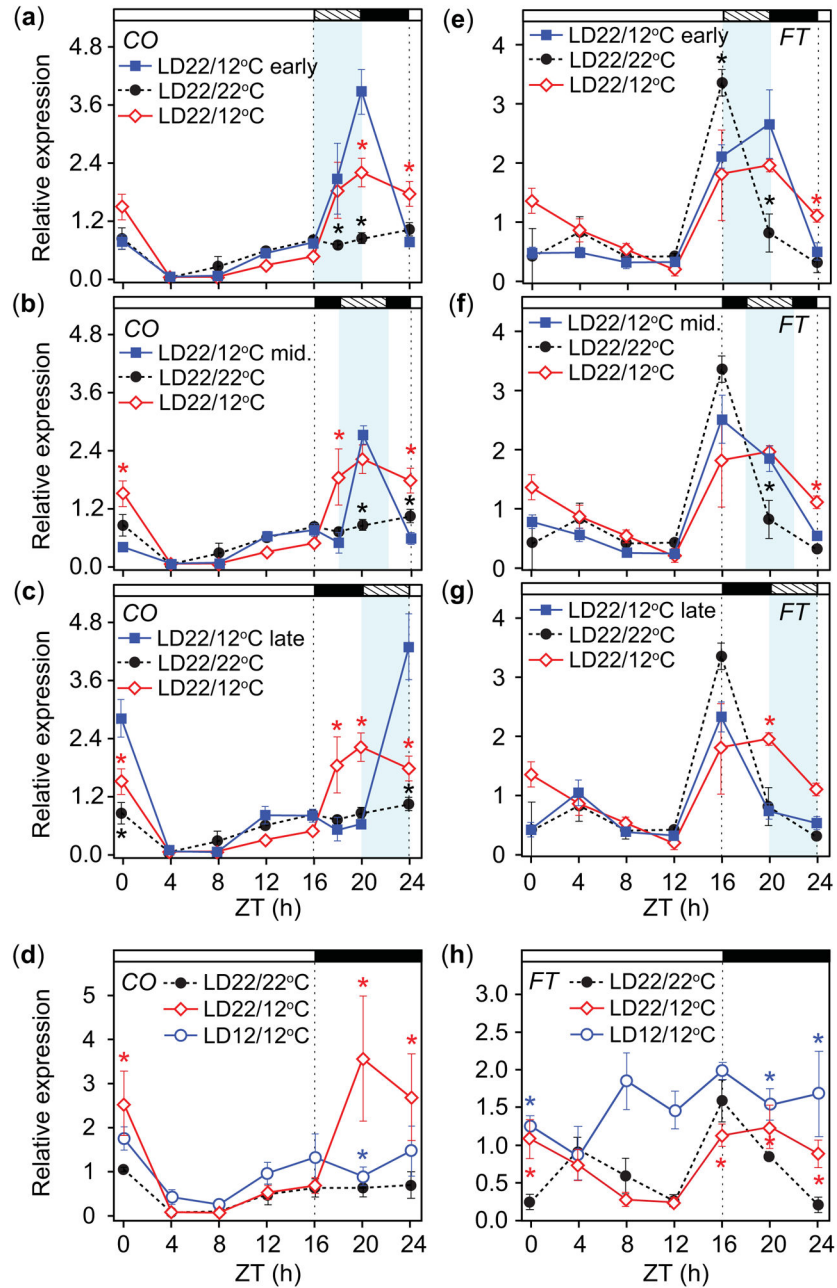 (a)
CO
LD22/12°C early
LD22/22°C
LD22/12°C
*
*
*
*
Relative expression
4.8
3.6
2.4
1.2
0.0
(b)
CO
LD22/12°C mid.
LD22/22°C
LD22/12°C
*
*
*
*
*
Relative expression
4.8
3.6
2.4
1.2
0.0
(c)
CO
LD22/12°C late
LD22/22°C
LD22/12°C
*
*
*
*
*
*
Relative expression
4.8
3.6
2.4
1.2
0.0
0 4 8 12 16 20 24
ZT (h)
(d)
CO
LD22/22°C
LD22/12°C
LD12/12°C
*
*
*
*
Relative expression
5
4
3
2
1
0
0 4 8 12 16 20 24
ZT (h)
(e)
FT
LD22/12°C early
LD22/22°C
LD22/12°C
*
*
*
4
3
2
1
0
(f)
FT
LD22/12°C mid.
LD22/22°C
LD22/12°C
*
*
4
3
2
1
0
(g)
FT
LD22/12°C late
LD22/22°C
LD22/12°C
*
*
4
3
2
1
0
0 4 8 12 16 20 24
ZT (h)
(h)
FT
LD22/22°C
LD22/12°C
LD12/12°C
*
*
*
*
*
*
*
3.0
2.5
2.0
1.5
1.0
0.5
0.0
0 4 8 12 16 20 24
ZT (h)